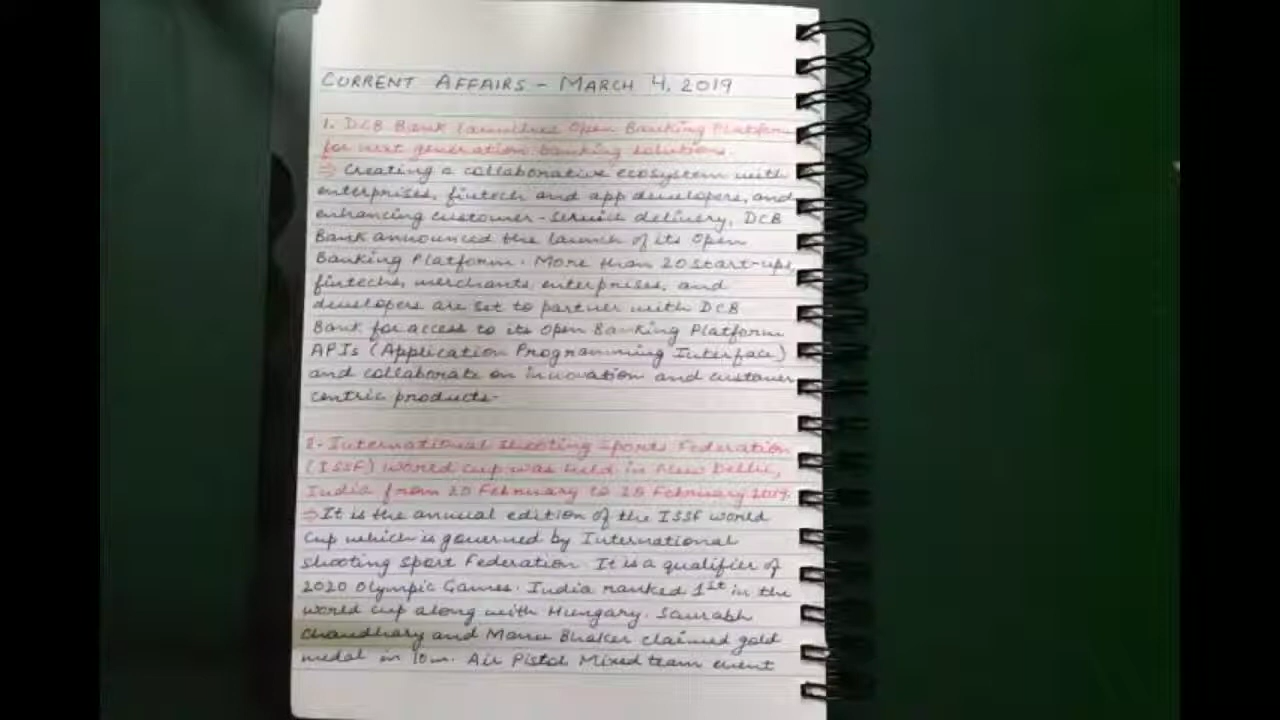 CURRENT AFFAIRS - MARCH 4, 2019
1. DCB Bank launches Open Banking Platform
for next generation banking solutions.
⇒ Creating a collaborative ecosystem with
enterprises, fintech and app developers, and
enhancing customer-service delivery, DCB
Bank announced the launch of its Open
Banking Platform. More than 20 start-ups,
fintechs, merchants, enterprises, and
developers are set to partner with DCB
Bank for access to its Open Banking Platform
APIs (Application Programming Interface)
and collaborate on innovation and customer
centric products.
2. International Shooting Sports Federation
(ISSF) world cup was held in New Delhi,
India from 20 February to 28 February 2019.
⇒ It is the annual edition of the ISSF world
cup which is governed by International
shooting sport Federation. It is a qualifier of
2020 Olympic Games. India ranked 1st in the
world cup along with Hungary. Saurabh
Chaudhary and Manu Bhaker claimed gold
medal in 10m. Air Pistol Mixed team event